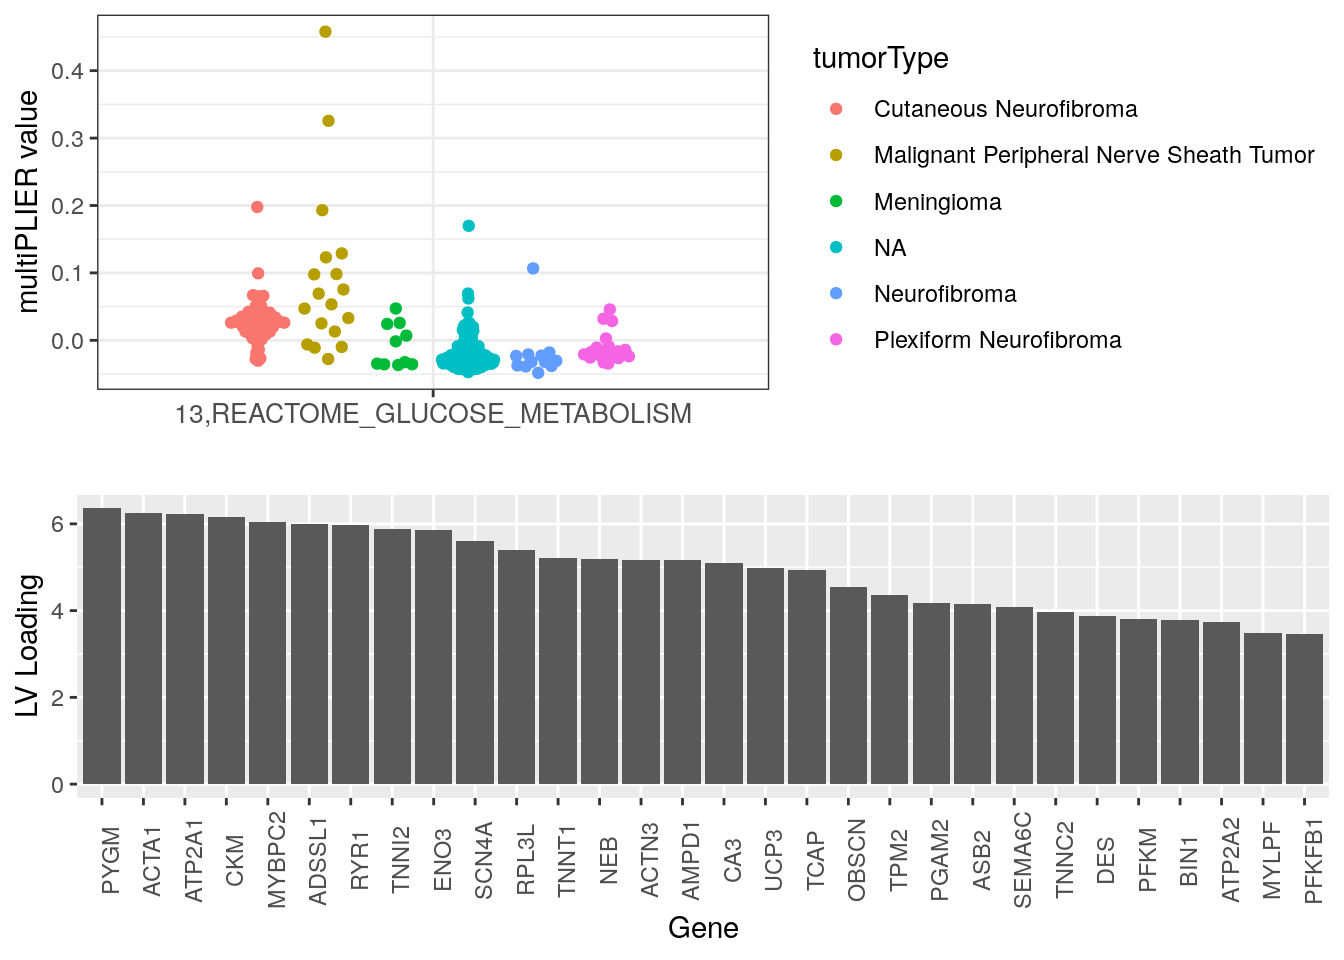 tumorType
Cutaneous Neurofibroma
Malignant Peripheral Nerve Sheath Tumor
Meningioma
NA
Neurofibroma
Plexiform Neurofibroma
multiPLIER value
0.4
0.3
0.2
0.1
0.0
13,REACTOME_GLUCOSE_METABOLISM
LV Loading
6
4
2
0
PYGM
ACTA1
ATP2A1
CKM
MYBPC2
ADSSL1
RYR1
TNNI2
ENO3
SCN4A
RPL3L
TNNT1
NEB
ACTN3
AMPD1
CA3
UCP3
TCAP
OBSCN
TPM2
PGAM2
ASB2
SEMA6C
TNNC2
DES
PFKM
BIN1
ATP2A2
MYLPF
PFKFB1
Gene